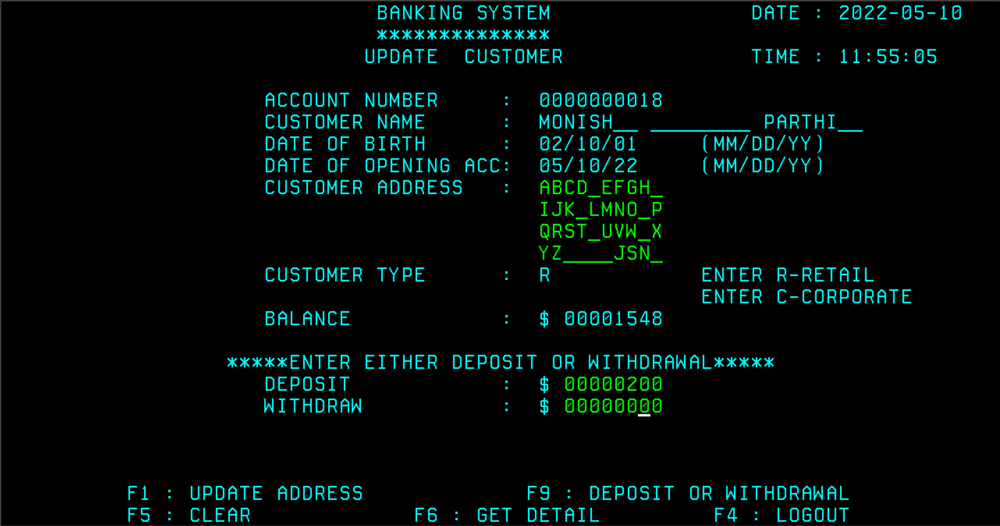 BANKING SYSTEM DATE : 2022-05-10
**************
UPDATE CUSTOMER TIME : 11:55:05
ACCOUNT NUMBER : 0000000018
CUSTOMER NAME : MONISH__ ________ PARTHI__
DATE OF BIRTH : 02/10/01 (MM/DD/YY)
DATE OF OPENING ACC: 05/10/22 (MM/DD/YY)
CUSTOMER ADDRESS : ABCD_EFGH_
IJK_LMNO_P
QRST_UVW_X
YZ____JSN_
CUSTOMER TYPE : R ENTER R-RETAIL
ENTER C-CORPORATE
BALANCE : $ 00001548
*****ENTER EITHER DEPOSIT OR WITHDRAWAL*****
DEPOSIT : $ 00000200
WITHDRAW : $ 00000000
F1 : UPDATE ADDRESS F9 : DEPOSIT OR WITHDRAWAL
F5 : CLEAR F6 : GET DETAIL F4 : LOGOUT